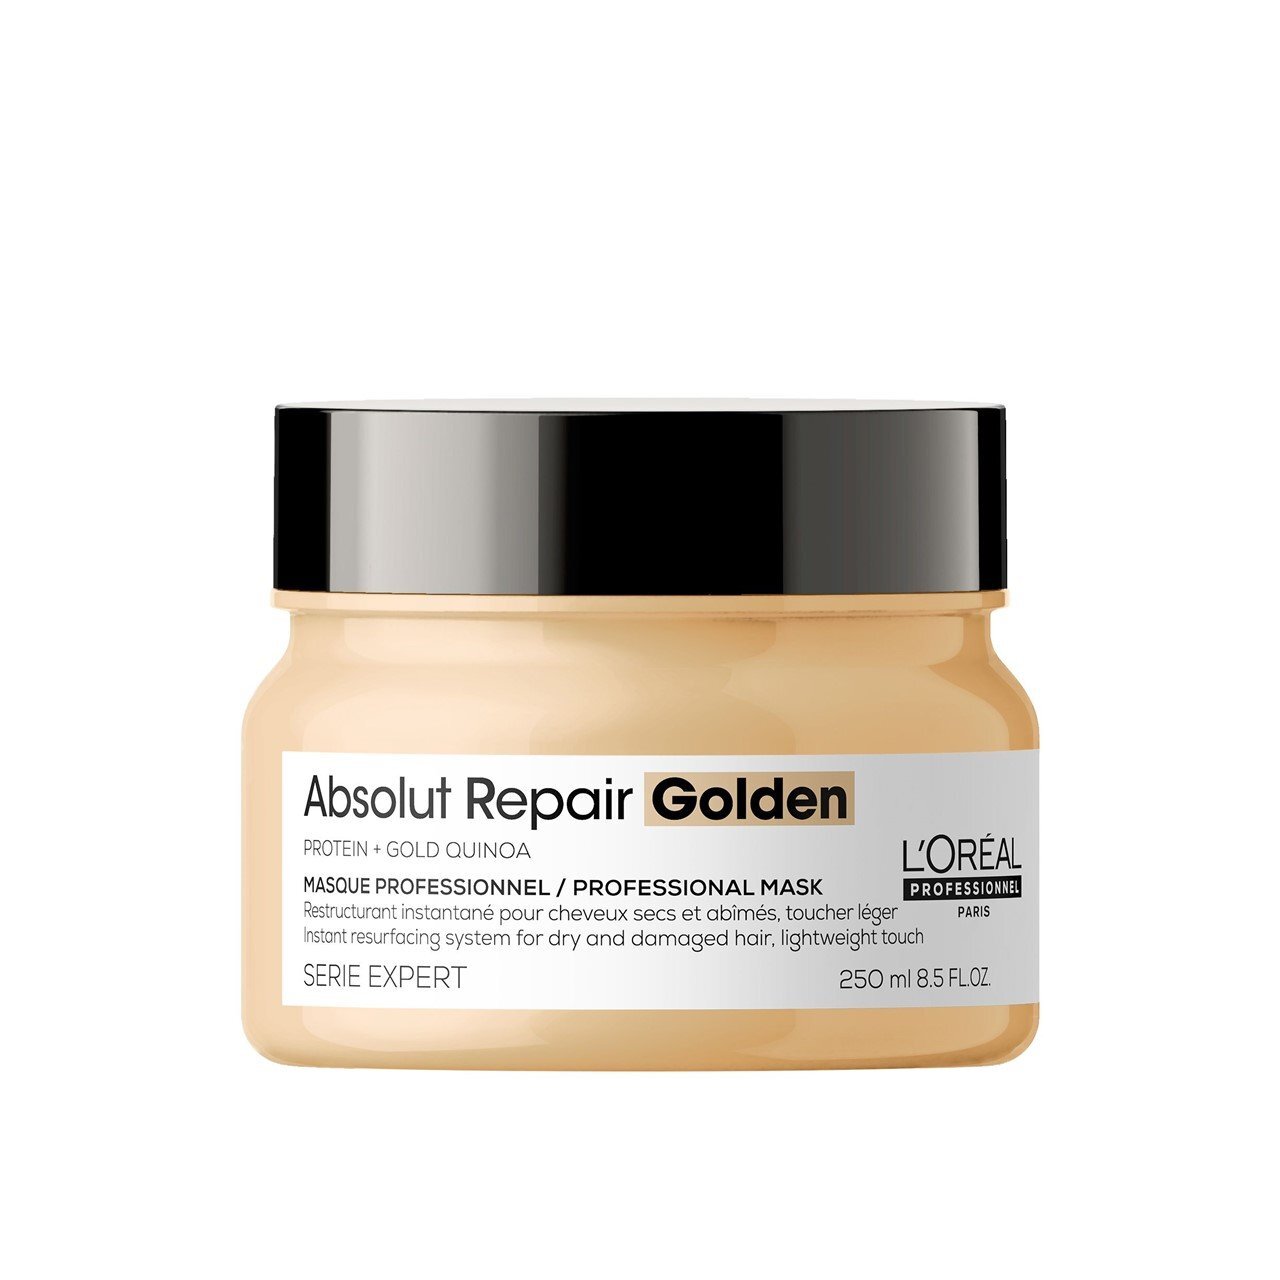 Absolut Repair Golden
PROTEIN + GOLD QUINOA
MASQUE PROFESSIONNEL / PROFESSIONAL MASK
Restructurant instantané pour cheveux secs et abîmés, toucher léger
Instant resurfacing system for dry and damaged hair, lightweight touch
SERIE EXPERT
L'ORÉAL
PROFESSIONNEL
PARIS
250 ml 8.5 FL.OZ.